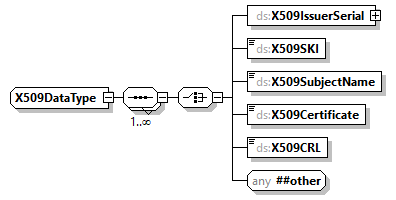 ds:X509IssuerSerial
ds:X509SKI
ds:X509SubjectName
X509DataType
1..∞
ds:X509Certificate
ds:X509CRL
any ##other